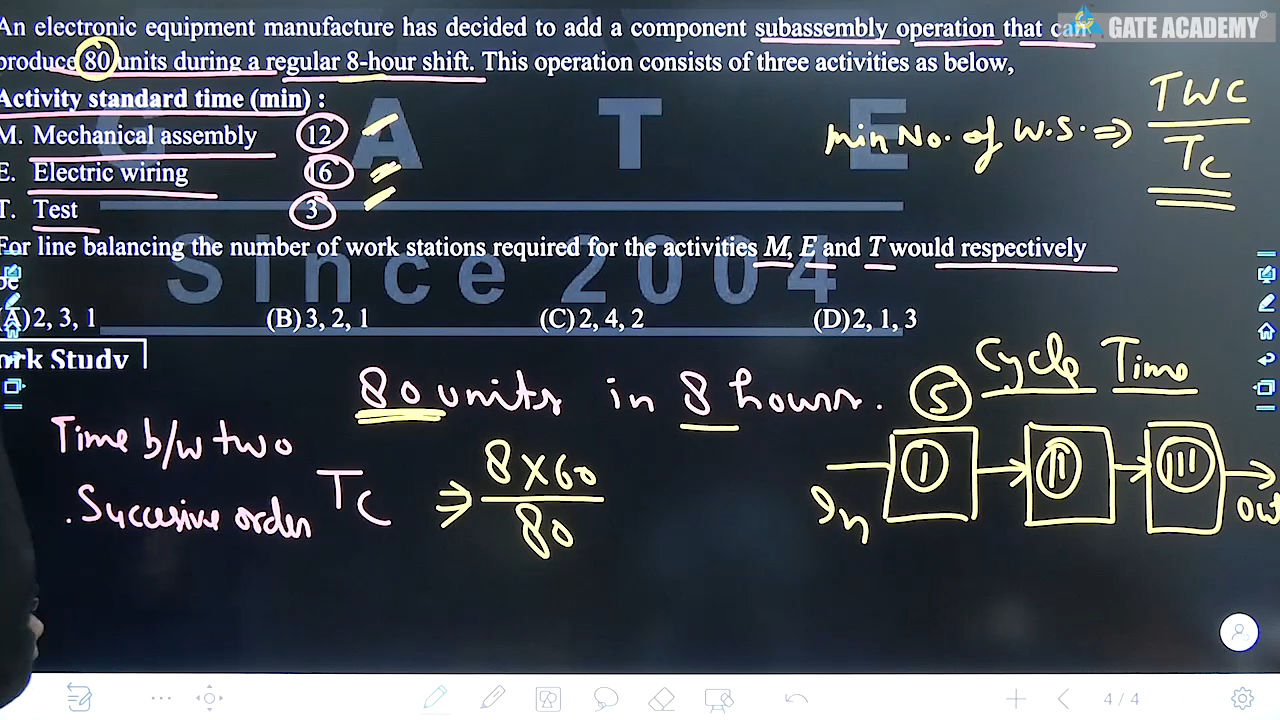 GATE ACADEMY
An electronic equipment manufacture has decided to add a component subassembly operation that can
produce 80 units during a regular 8-hour shift. This operation consists of three activities as below,
Activity standard time (min) :
M. Mechanical assembly 12
E. Electric wiring 16
T. Test 3
min No. of W.S. ⇒ TWC / TC
For line balancing the number of work stations required for the activities M, E and T would respectively
be
(A) 2, 3, 1 (B) 3, 2, 1 (C) 2, 4, 2 (D) 2, 1, 3
ork Study
G A T E
Since 2004
80 units in 8 hours.
5 Cycle Time
Time b/w two
Succesive order TC ⇒ 8 X 60 / 80
In I II III Out
4 / 4